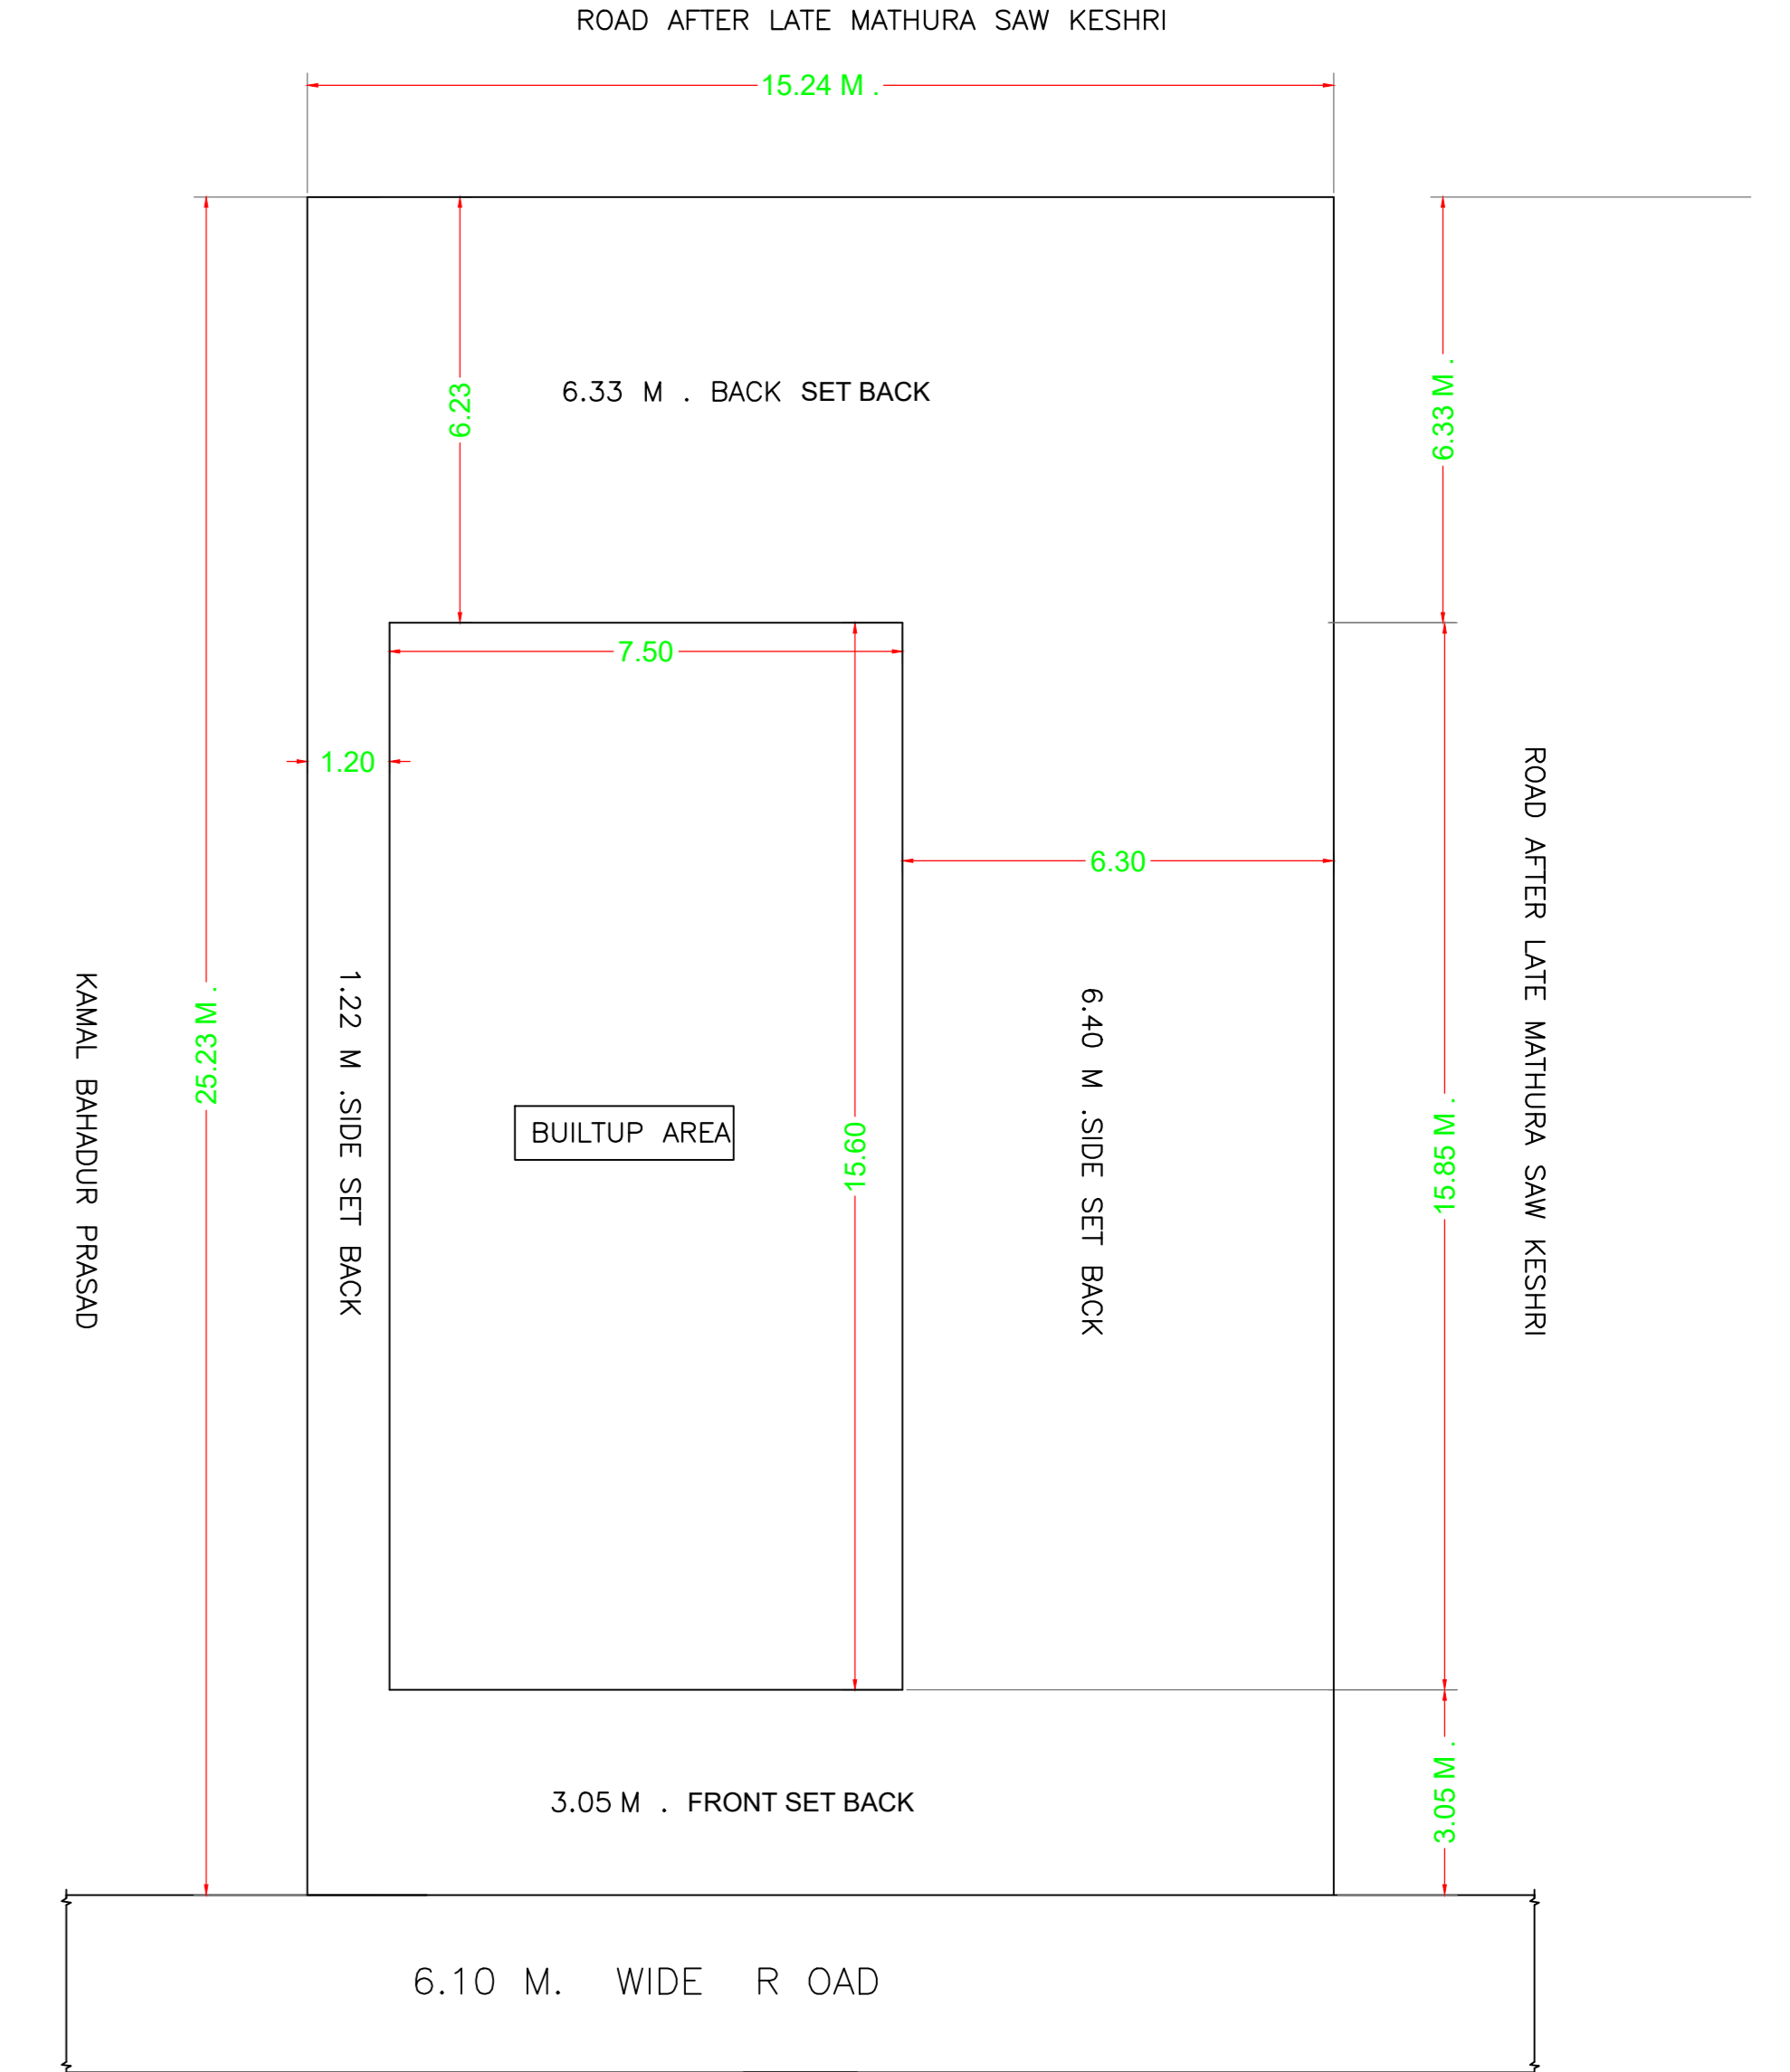 ROAD AFTER LATE MATHURA SAW KESHRI
15.24 M .
6.23
6.33 M . BACK SET BACK
6.33 M .
7.50
1.20
6.30
KAMAL BAHADUR PRASAD
25.23 M .
1.22 M .SIDE SET BACK
BUILTUP AREA
15.60
6.40 M .SIDE SET BACK
15.85 M .
ROAD AFTER LATE MATHURA SAW KESHRI
3.05 M . FRONT SET BACK
3.05 M .
6.10 M. WIDE R OAD